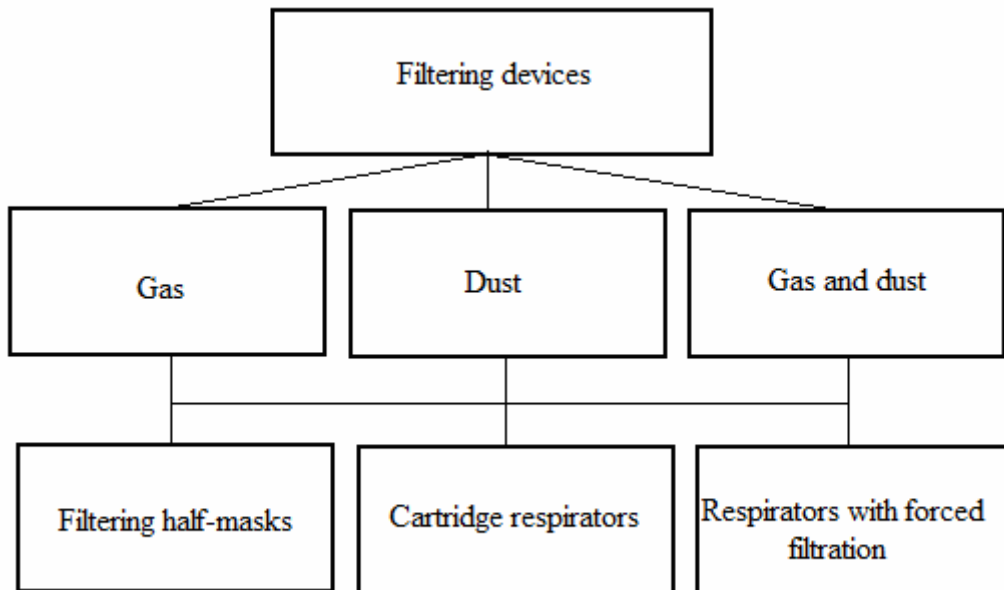 Filtering devices
Gas
Dust
Gas and dust
Filtering half-masks
Cartridge respirators
Respirators with forced
filtration